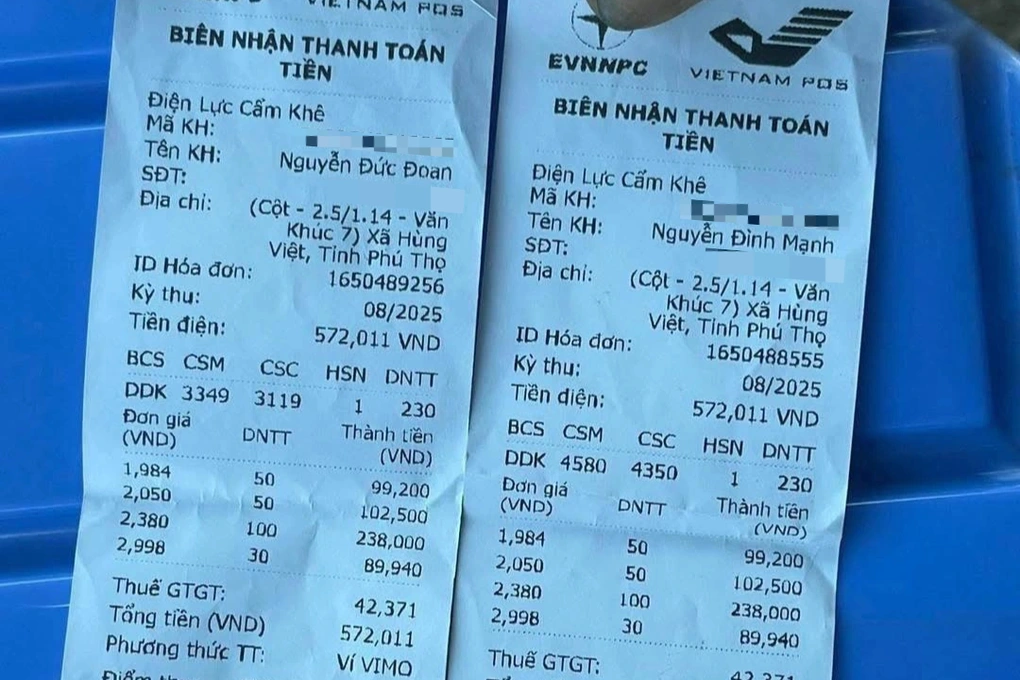 VIETNAM POS
BIÊN NHẬN THANH TOÁN
TIỀN
Điện Lực Cẩm Khê
Mã KH:
Tên KH: Nguyễn Đức Đoan
SĐT:
Địa chỉ: (Cột - 2.5/1.14 - Văn
Khúc 7) Xã Hùng
Việt, Tỉnh Phú Thọ
ID Hóa đơn: 1650489256
Kỳ thu: 08/2025
Tiền điện: 572,011 VND
BCS CSM CSC HSN DNTT
DDK 3349 3119 1 230
Đơn giá
(VND) DNTT Thành tiền
(VND)
1,984 50 99,200
2,050 50 102,500
2,380 100 238,000
2,998 30 89,940
Thuế GTGT: 42,371
Tổng tiền (VND) 572,011
Phương thức TT: Ví VIMO
EVNNPC VIETNAM POS
BIÊN NHẬN THANH TOÁN
TIỀN
Điện Lực Cẩm Khê
Mã KH:
Tên KH: Nguyễn Đình Mạnh
SĐT:
Địa chỉ: (Cột - 2.5/1.14 - Văn
Khúc 7) Xã Hùng
Việt, Tỉnh Phú Thọ
ID Hóa đơn: 1650488555
Kỳ thu: 08/2025
Tiền điện: 572,011 VND
BCS CSM CSC HSN DNTT
DDK 4580 4350 1 230
Đơn giá
(VND) DNTT Thành tiền
(VND)
1,984 50 99,200
2,050 50 102,500
2,380 100 238,000
2,998 30 89,940
Thuế GTGT: 42,371